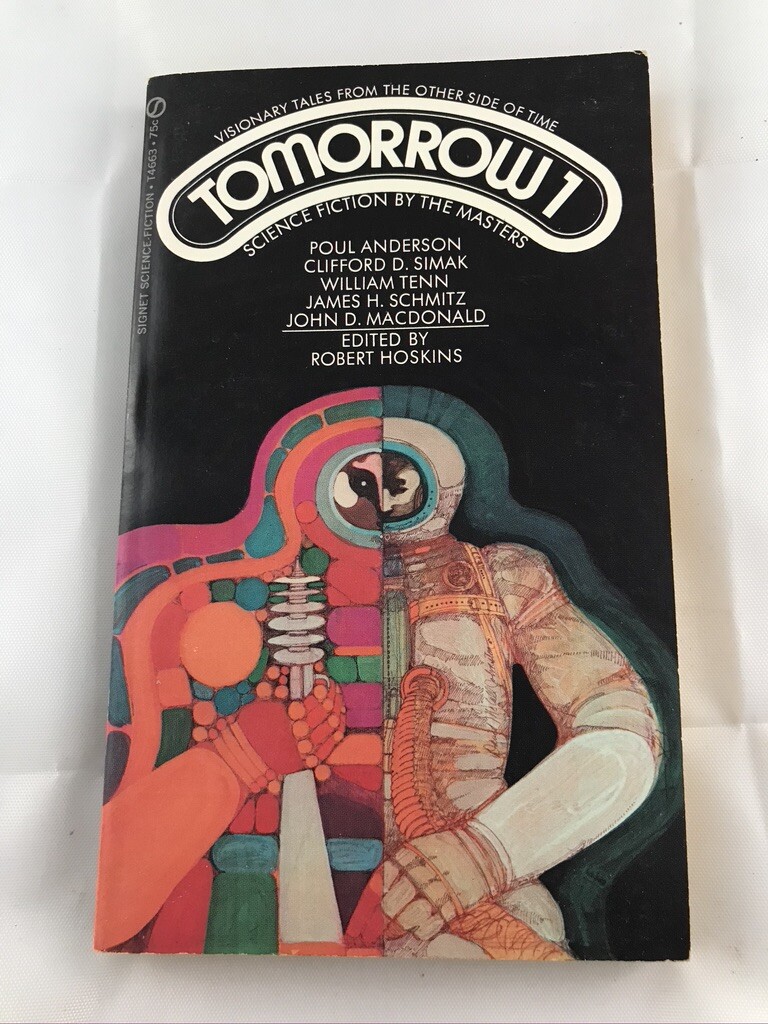 VISIONARY TALES FROM THE OTHER SIDE OF TIME
TOMORROW 1
SCIENCE FICTION BY THE MASTERS
POUL ANDERSON
CLIFFORD D. SIMAK
WILLIAM TENN
JAMES H. SCHMITZ
JOHN D. MACDONALD
EDITED BY
ROBERT HOSKINS
SIGNET SCIENCE-FICTION • T4663 • 75c
S